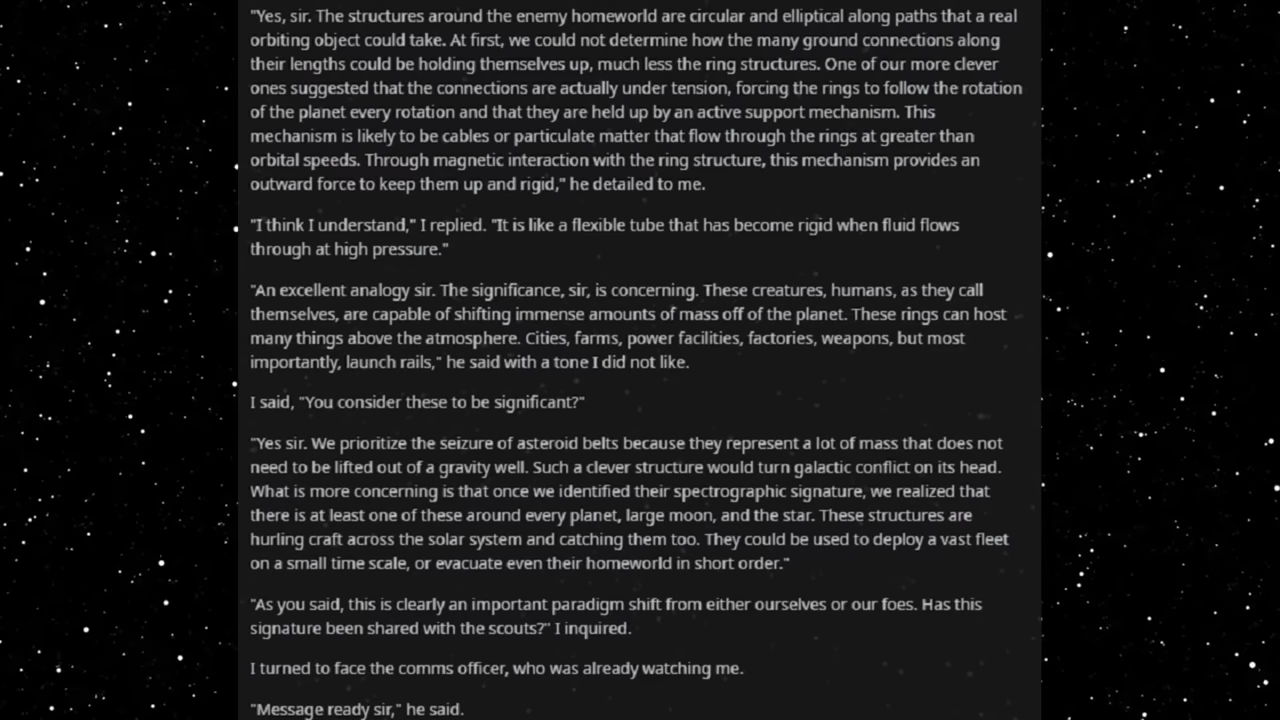 "Yes, sir. The structures around the enemy homeworld are circular and elliptical along paths that a real
orbiting object could take. At first, we could not determine how the many ground connections along
their lengths could be holding themselves up, much less the ring structures. One of our more clever
ones suggested that the connections are actually under tension, forcing the rings to follow the rotation
of the planet every rotation and that they are held up by an active support mechanism. This
mechanism is likely to be cables or particulate matter that flow through the rings at greater than
orbital speeds. Through magnetic interaction with the ring structure, this mechanism provides an
outward force to keep them up and rigid," he detailed to me.
"I think I understand," I replied. "It is like a flexible tube that has become rigid when fluid flows
through at high pressure."
"An excellent analogy sir. The significance, sir, is concerning. These creatures, humans, as they call
themselves, are capable of shifting immense amounts of mass off of the planet. These rings can host
many things above the atmosphere. Cities, farms, power facilities, factories, weapons, but most
importantly, launch rails," he said with a tone I did not like.
I said, "You consider these to be significant?"
"Yes sir. We prioritize the seizure of asteroid belts because they represent a lot of mass that does not
need to be lifted out of a gravity well. Such a clever structure would turn galactic conflict on its head.
What is more concerning is that once we identified their spectrographic signature, we realized that
there is at least one of these around every planet, large moon, and the star. These structures are
hurling craft across the solar system and catching them too. They could be used to deploy a vast fleet
on a small time scale, or evacuate even their homeworld in short order."
"As you said, this is clearly an important paradigm shift from either ourselves or our foes. Has this
signature been shared with the scouts?" I inquired.
I turned to face the comms officer, who was already watching me.
"Message ready sir," he said.